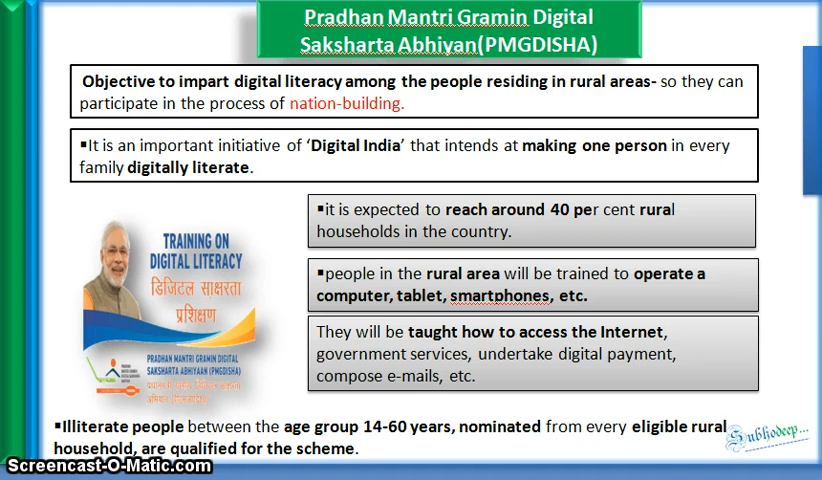 Pradhan Mantri Gramin Digital
Saksharta Abhiyan(PMGDISHA)
Objective to impart digital literacy among the people residing in rural areas- so they can
participate in the process of nation-building.
▪It is an important initiative of ‘Digital India’ that intends at making one person in every
family digitally literate.
▪it is expected to reach around 40 per cent rural
households in the country.
▪people in the rural area will be trained to operate a
computer, tablet, smartphones, etc.
They will be taught how to access the Internet,
government services, undertake digital payment,
compose e-mails, etc.
TRAINING ON
DIGITAL LITERACY
डिजिटल साक्षरता
प्रशिक्षण
PRADHAN MANTRI GRAMIN DIGITAL
SAKSHARTA ABHIYAAN (PMGDISHA)
▪Illiterate people between the age group 14-60 years, nominated from every eligible rural
household, are qualified for the scheme.
Subhodeep...
Screencast-O-Matic.com